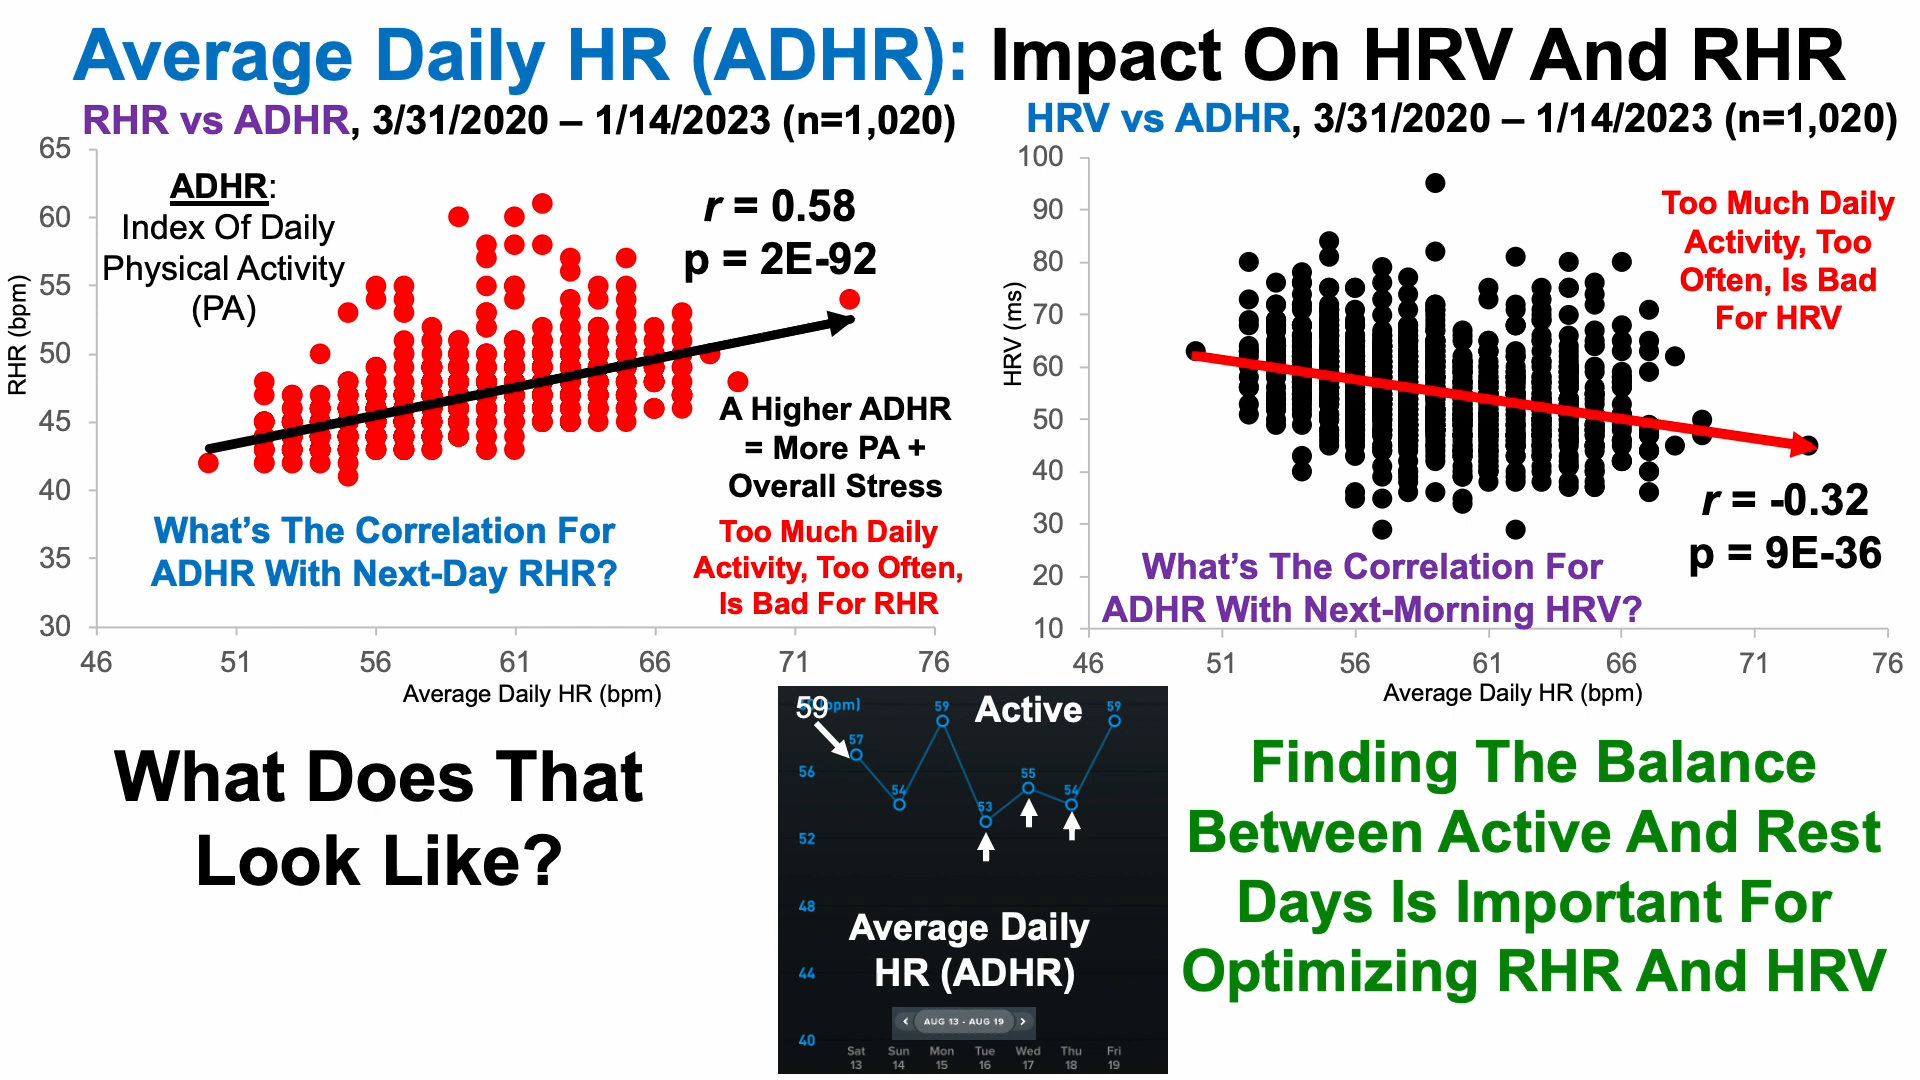 Average Daily HR (ADHR): Impact On HRV And RHR
RHR vs ADHR, 3/31/2020 – 1/14/2023 (n=1,020)
65
60
55
50
45
40
35
30
RHR (bpm)
ADHR:
Index Of Daily
Physical Activity
(PA)
r = 0.58
p = 2E-92
A Higher ADHR
= More PA +
Overall Stress
What's The Correlation For
ADHR With Next-Day RHR?
Too Much Daily
Activity, Too Often,
Is Bad For RHR
46 51 56 61 66 71 76
Average Daily HR (bpm)
HRV vs ADHR, 3/31/2020 – 1/14/2023 (n=1,020)
100
90
80
70
60
50
40
30
20
10
HRV (ms)
Too Much Daily
Activity, Too
Often, Is Bad
For HRV
r = -0.32
p = 9E-36
What's The Correlation For
ADHR With Next-Morning HRV?
46 51 56 61 66 71 76
Average Daily HR (bpm)
What Does That
Look Like?
59
bpm)
Active
57
54
59
53
55
54
59
56
52
48
44
40
Average Daily
HR (ADHR)
AUG 13 - AUG 19
Sat Sun Mon Tue Wed Thu Fri
13 14 15 16 17 18 19
Finding The Balance
Between Active And Rest
Days Is Important For
Optimizing RHR And HRV